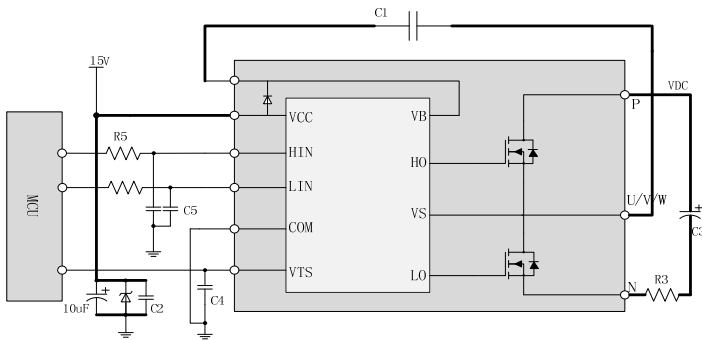 C1
15V
VDC
P
VCC
VB
R5
HIN
HO
MCU
LIN
U/V/W
C5
VS
COM
C3
VTS
LO
R3
N
10uF
C2
C4